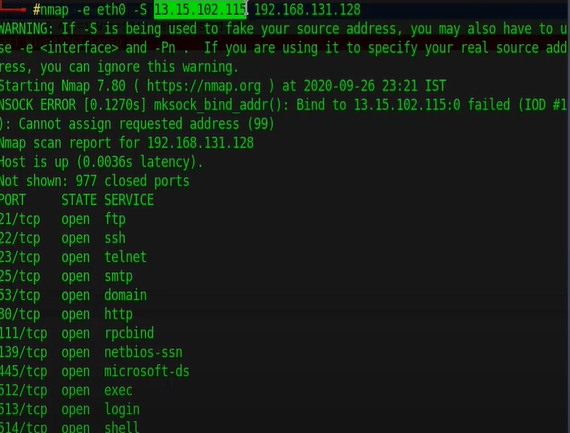 #nmap -e eth0 -S 13.15.102.115 192.168.131.128
WARNING: If -S is being used to fake your source address, you may also have to u
se -e <interface> and -Pn .  If you are using it to specify your real source add
ress, you can ignore this warning.
Starting Nmap 7.80 ( https://nmap.org ) at 2020-09-26 23:21 IST
NSOCK ERROR [0.1270s] mksock_bind_addr(): Bind to 13.15.102.115:0 failed (IOD #1
): Cannot assign requested address (99)
Nmap scan report for 192.168.131.128
Host is up (0.0036s latency).
Not shown: 977 closed ports
PORT    STATE SERVICE
21/tcp  open  ftp
22/tcp  open  ssh
23/tcp  open  telnet
25/tcp  open  smtp
53/tcp  open  domain
80/tcp  open  http
111/tcp  open  rpcbind
139/tcp  open  netbios-ssn
445/tcp  open  microsoft-ds
512/tcp  open  exec
513/tcp  open  login
514/tcp  open  shell